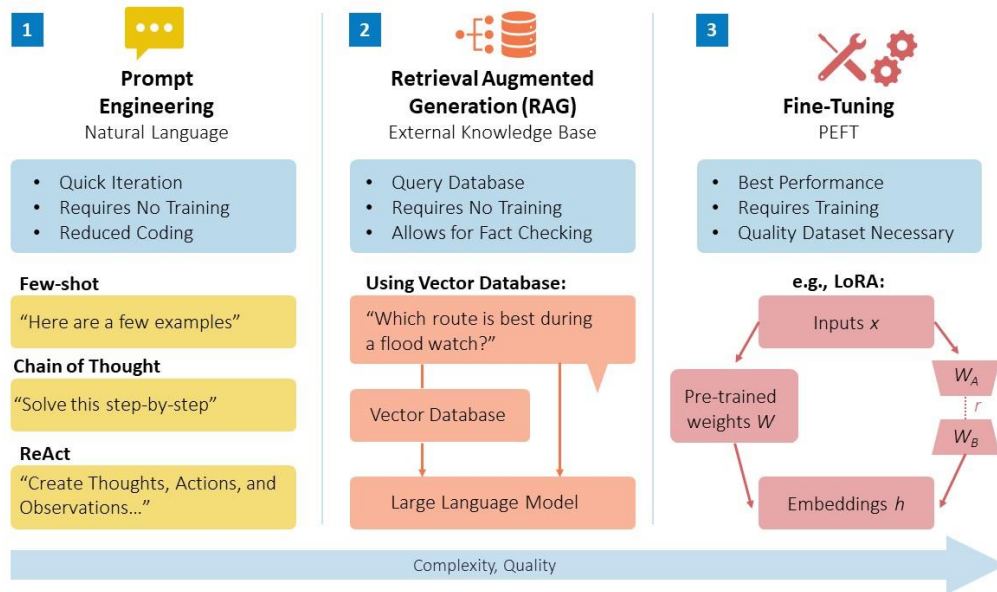 1
Prompt
Engineering
Natural Language
• Quick Iteration
• Requires No Training
• Reduced Coding
Few-shot
“Here are a few examples”
Chain of Thought
“Solve this step-by-step”
ReAct
“Create Thoughts, Actions, and
Observations…”
2
Retrieval Augmented
Generation (RAG)
External Knowledge Base
• Query Database
• Requires No Training
• Allows for Fact Checking
Using Vector Database:
“Which route is best during
a flood watch?”
Vector Database
Large Language Model
3
Fine-Tuning
PEFT
• Best Performance
• Requires Training
• Quality Dataset Necessary
e.g., LoRA:
Inputs x
Pre-trained
weights W
W_A
r
W_B
Embeddings h
Complexity, Quality